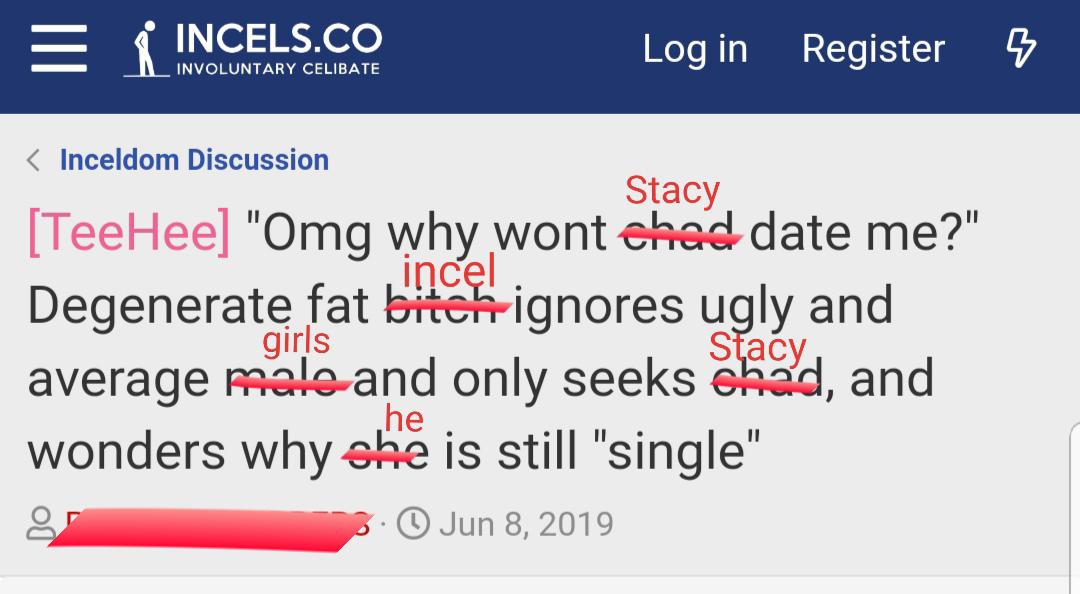 INCELS.CO
INVOLUNTARY CELIBATE
Log in Register
Inceldom Discussion
Stacy
[TeeHee] "Omg why wont chad date me?"
incel
Degenerate fat bitch ignores ugly and
girls Stacy
average male and only seeks chad, and
he
wonders why she is still "single"
· Jun 8, 2019